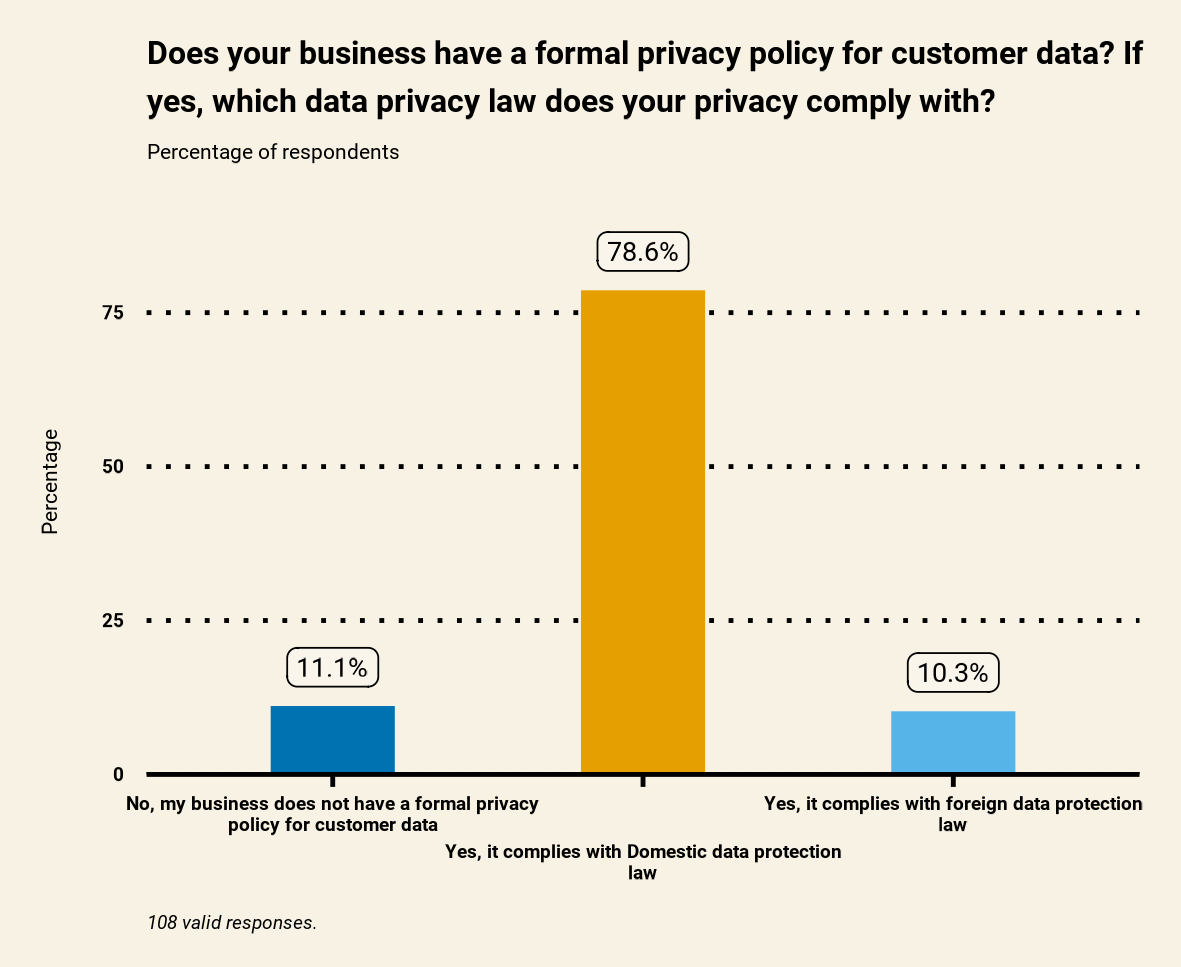 Does your business have a formal privacy policy for customer data? If
yes, which data privacy law does your privacy comply with?
Percentage of respondents
78.6%
75
50
Percentage
25
11.1%
10.3%
0
No, my business does not have a formal privacy
policy for customer data
Yes, it complies with foreign data protection
law
Yes, it complies with Domestic data protection
law
108 valid responses.